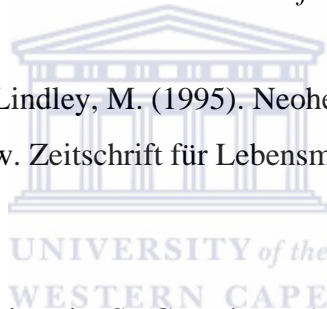 f
Lindley, M. (1995). Neohe
w. Zeitschrift für Lebensm
UNIVERSITY of the
WESTERN CAPE